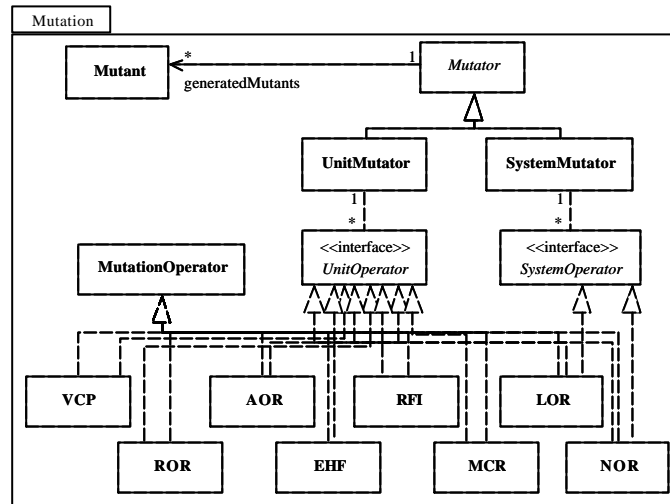 Mutation
* 1
Mutant
Mutator
generatedMutants
UnitMutator
SystemMutator
1
1
*
*
<<interface>>
UnitOperator
<<interface>>
SystemOperator
MutationOperator
VCP
AOR
RFI
LOR
ROR
EHF
MCR
NOR